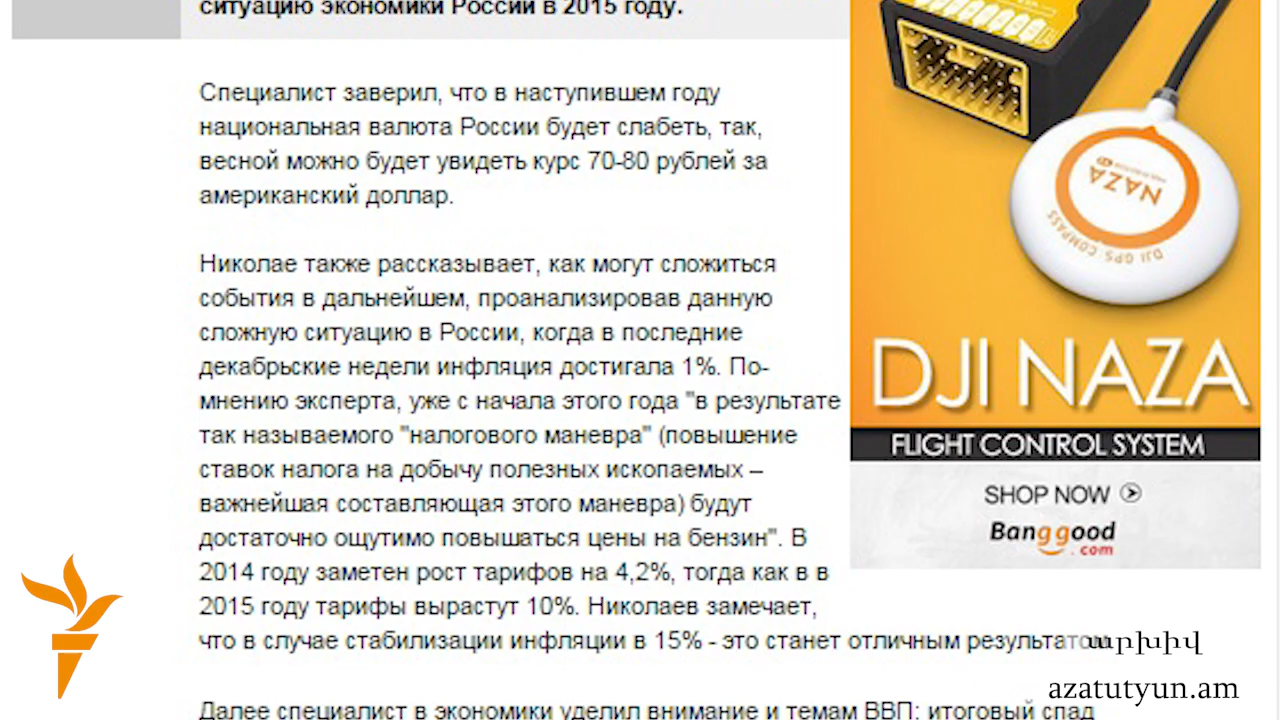 ситуацию экономики России в 2015 году.
Специалист заверил, что в наступившем году
национальная валюта России будет слабеть, так,
весной можно будет увидеть курс 70-80 рублей за
американский доллар.
Николае также рассказывает, как могут сложиться
события в дальнейшем, проанализировав данную
сложную ситуацию в России, когда в последние
декабрьские недели инфляция достигала 1%. По-
мнению эксперта, уже с начала этого года "в результате
так называемого "налогового маневра" (повышение
ставок налога на добычу полезных ископаемых –
важнейшая составляющая этого маневра) будут
достаточно ощутимо повышаться цены на бензин". В
2014 году заметен рост тарифов на 4,2%, тогда как в в
2015 году тарифы вырастут 10%. Николаев замечает,
что в случае стабилизации инфляции в 15% - это станет отличным результатом
Далее специалист в экономики уделил внимание и темам ВВП: итоговый спад
NAZA
DJI GPS COMPASS
DJI NAZA
FLIGHT CONTROL SYSTEM
SHOP NOW
Banggood
.com
արխիվ
azatutyun.am